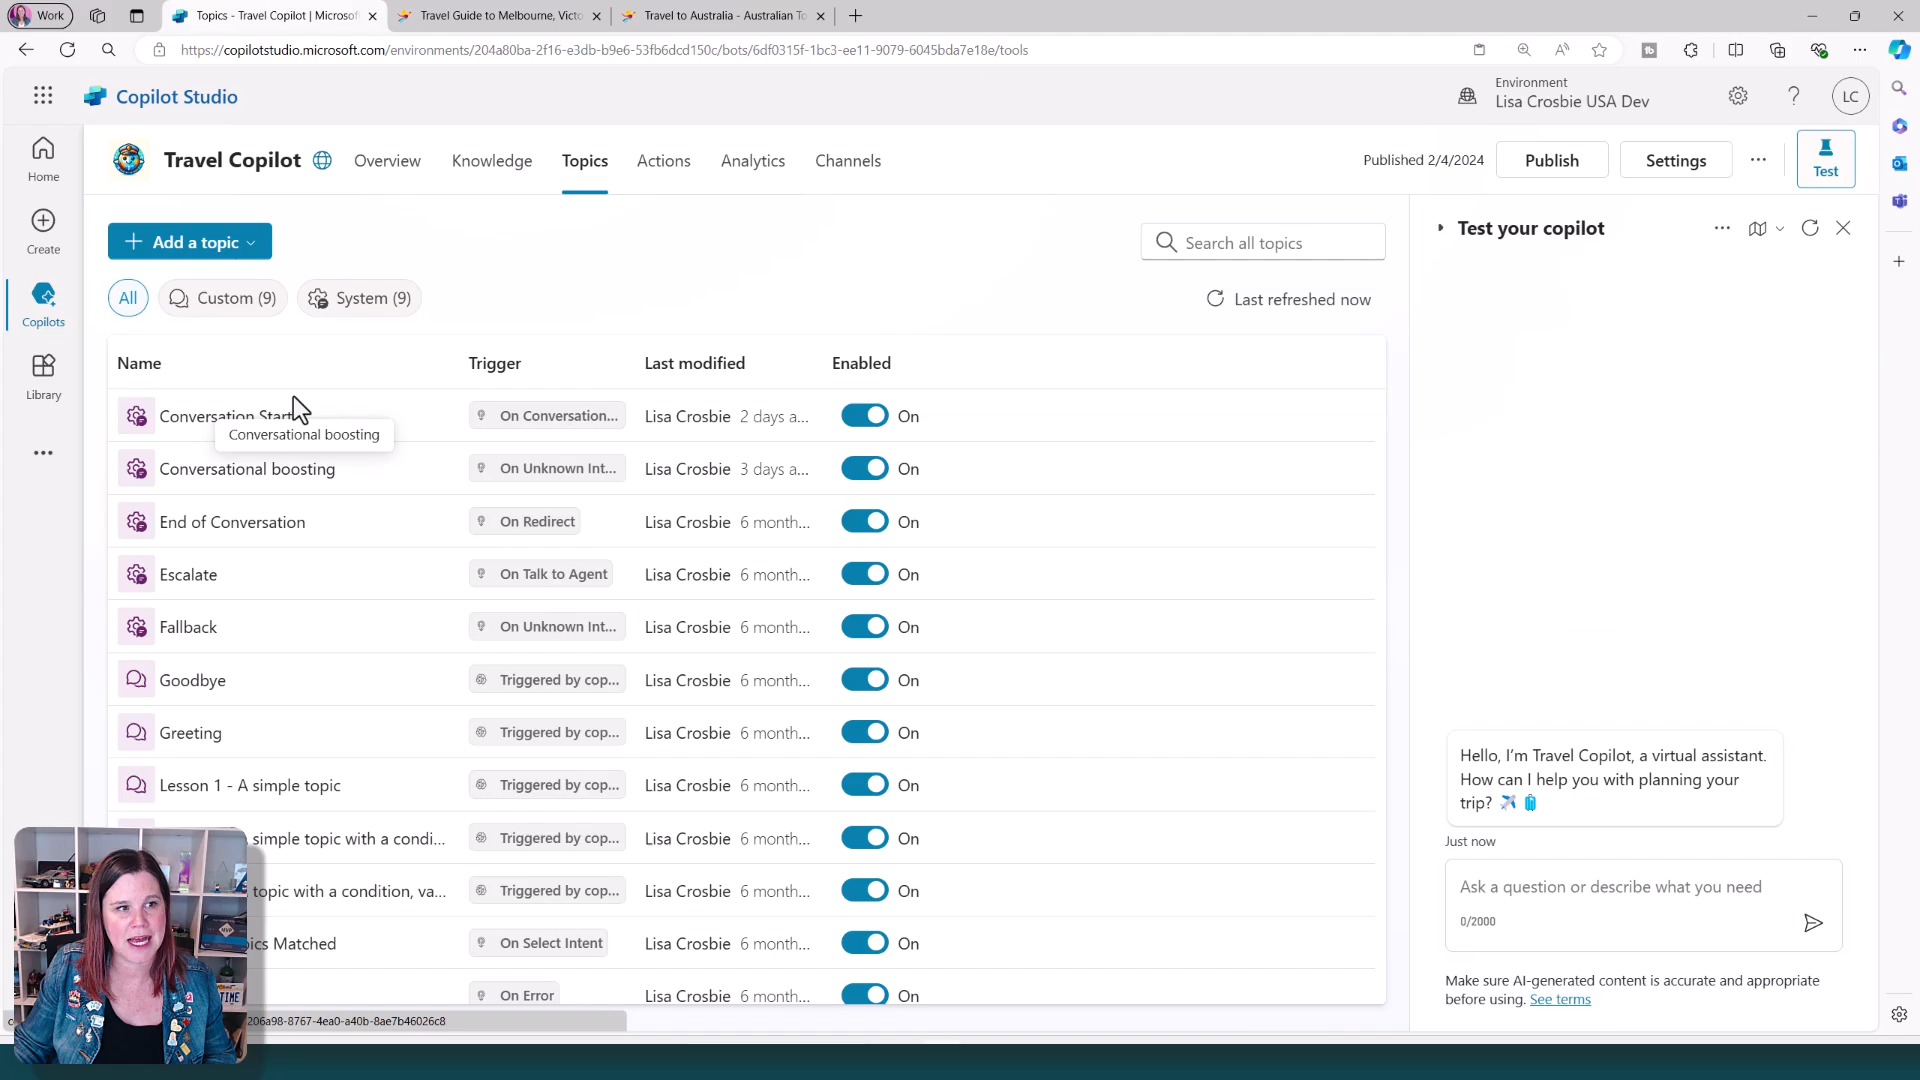 Work
Topics - Travel Copilot | Microsof
Travel Guide to Melbourne, Victo
Travel to Australia - Australian To
https://copilotstudio.microsoft.com/environments/204a80ba-2f16-e3db-b9e6-53fb6dcd150c/bots/6df0315f-1bc3-ee11-9079-6045bda7e18e/tools
Copilot Studio
Environment
Lisa Crosbie USA Dev
LC
Home
Create
Copilots
Library
Travel Copilot
Overview
Knowledge
Topics
Actions
Analytics
Channels
Published 2/4/2024
Publish
Settings
Test
Add a topic
Search all topics
All
Custom (9)
System (9)
Last refreshed now
Name Trigger Last modified Enabled
Conversation Start On Conversation... Lisa Crosbie 2 days a... On
Conversational boosting
Conversational boosting On Unknown Int... Lisa Crosbie 3 days a... On
End of Conversation On Redirect Lisa Crosbie 6 month... On
Escalate On Talk to Agent Lisa Crosbie 6 month... On
Fallback On Unknown Int... Lisa Crosbie 6 month... On
Goodbye Triggered by cop... Lisa Crosbie 6 month... On
Greeting Triggered by cop... Lisa Crosbie 6 month... On
Lesson 1 - A simple topic Triggered by cop... Lisa Crosbie 6 month... On
simple topic with a condi... Triggered by cop... Lisa Crosbie 6 month... On
topic with a condition, va... Triggered by cop... Lisa Crosbie 6 month... On
pics Matched On Select Intent Lisa Crosbie 6 month... On
On Error Lisa Crosbie 6 month... On
206a98-8767-4ea0-a40b-8ae7b46026c8
Test your copilot
Hello, I'm Travel Copilot, a virtual assistant.
How can I help you with planning your
trip? ✈️ 🧳
Just now
Ask a question or describe what you need
0/2000
Make sure AI-generated content is accurate and appropriate
before using. See terms